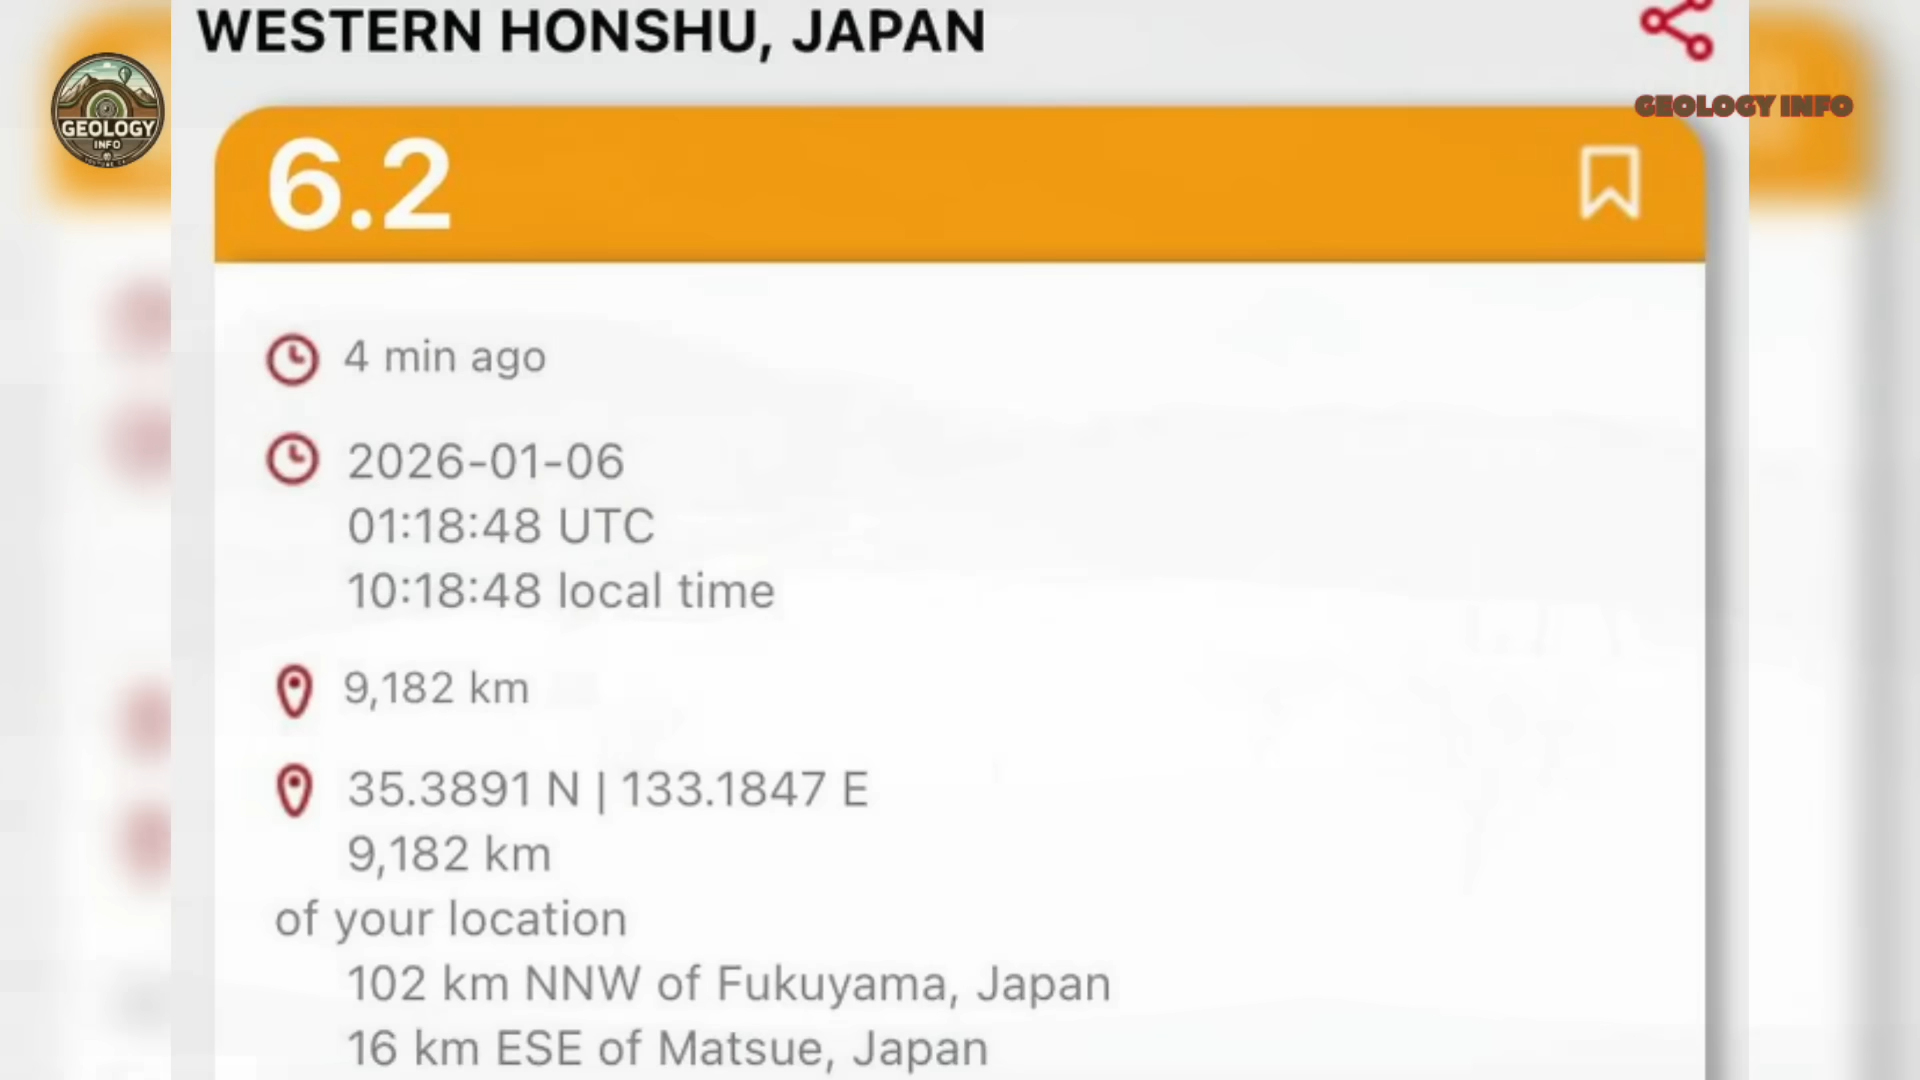 WESTERN HONSHU, JAPAN
GEOLOGY
INFO
GEOLOGY INFO
6.2
4 min ago
2026-01-06
01:18:48 UTC
10:18:48 local time
9,182 km
35.3891 N | 133.1847 E
9,182 km
of your location
102 km NNW of Fukuyama, Japan
16 km ESE of Matsue, Japan